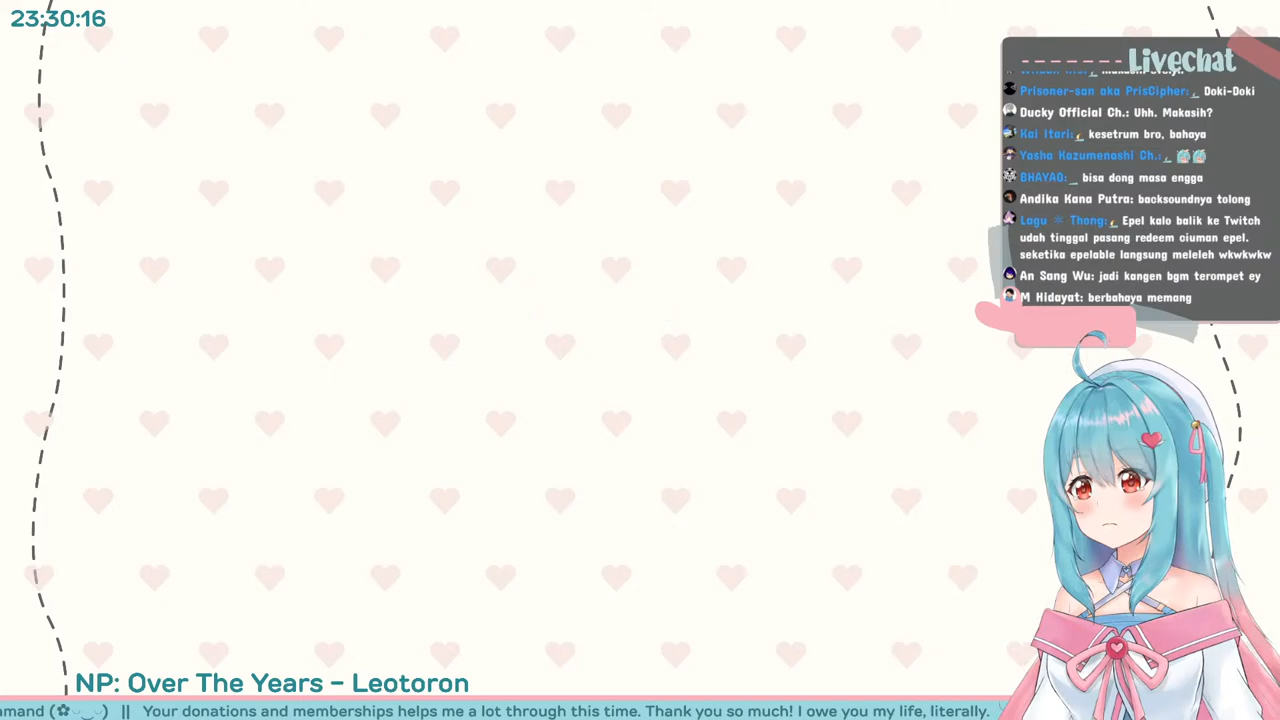 23:30:16
Livechat
Prisoner-san aka PrisCipher: Doki-Doki
Ducky Official Ch.: Uhh. Makasih?
Kai Itari: kesetrum bro, bahaya
Yasha Kazumenashi Ch.:
BHAYAO: bisa dong masa engga
Andika Kana Putra: backsoundnya tolong
Lagu ☼ Thong: Epel kalo balik ke Twitch
udah tinggal pasang redeem ciuman epel.
seketika epelable langsung meleleh wkwkwkw
An Sang Wu: jadi kangen bgm terompet ey
M Hidayat: berbahaya memang
NP: Over The Years - Leotoron
mmand (✿◡‿◡) || Your donations and memberships helps me a lot through this time. Thank you so much! I owe you my life, literally.